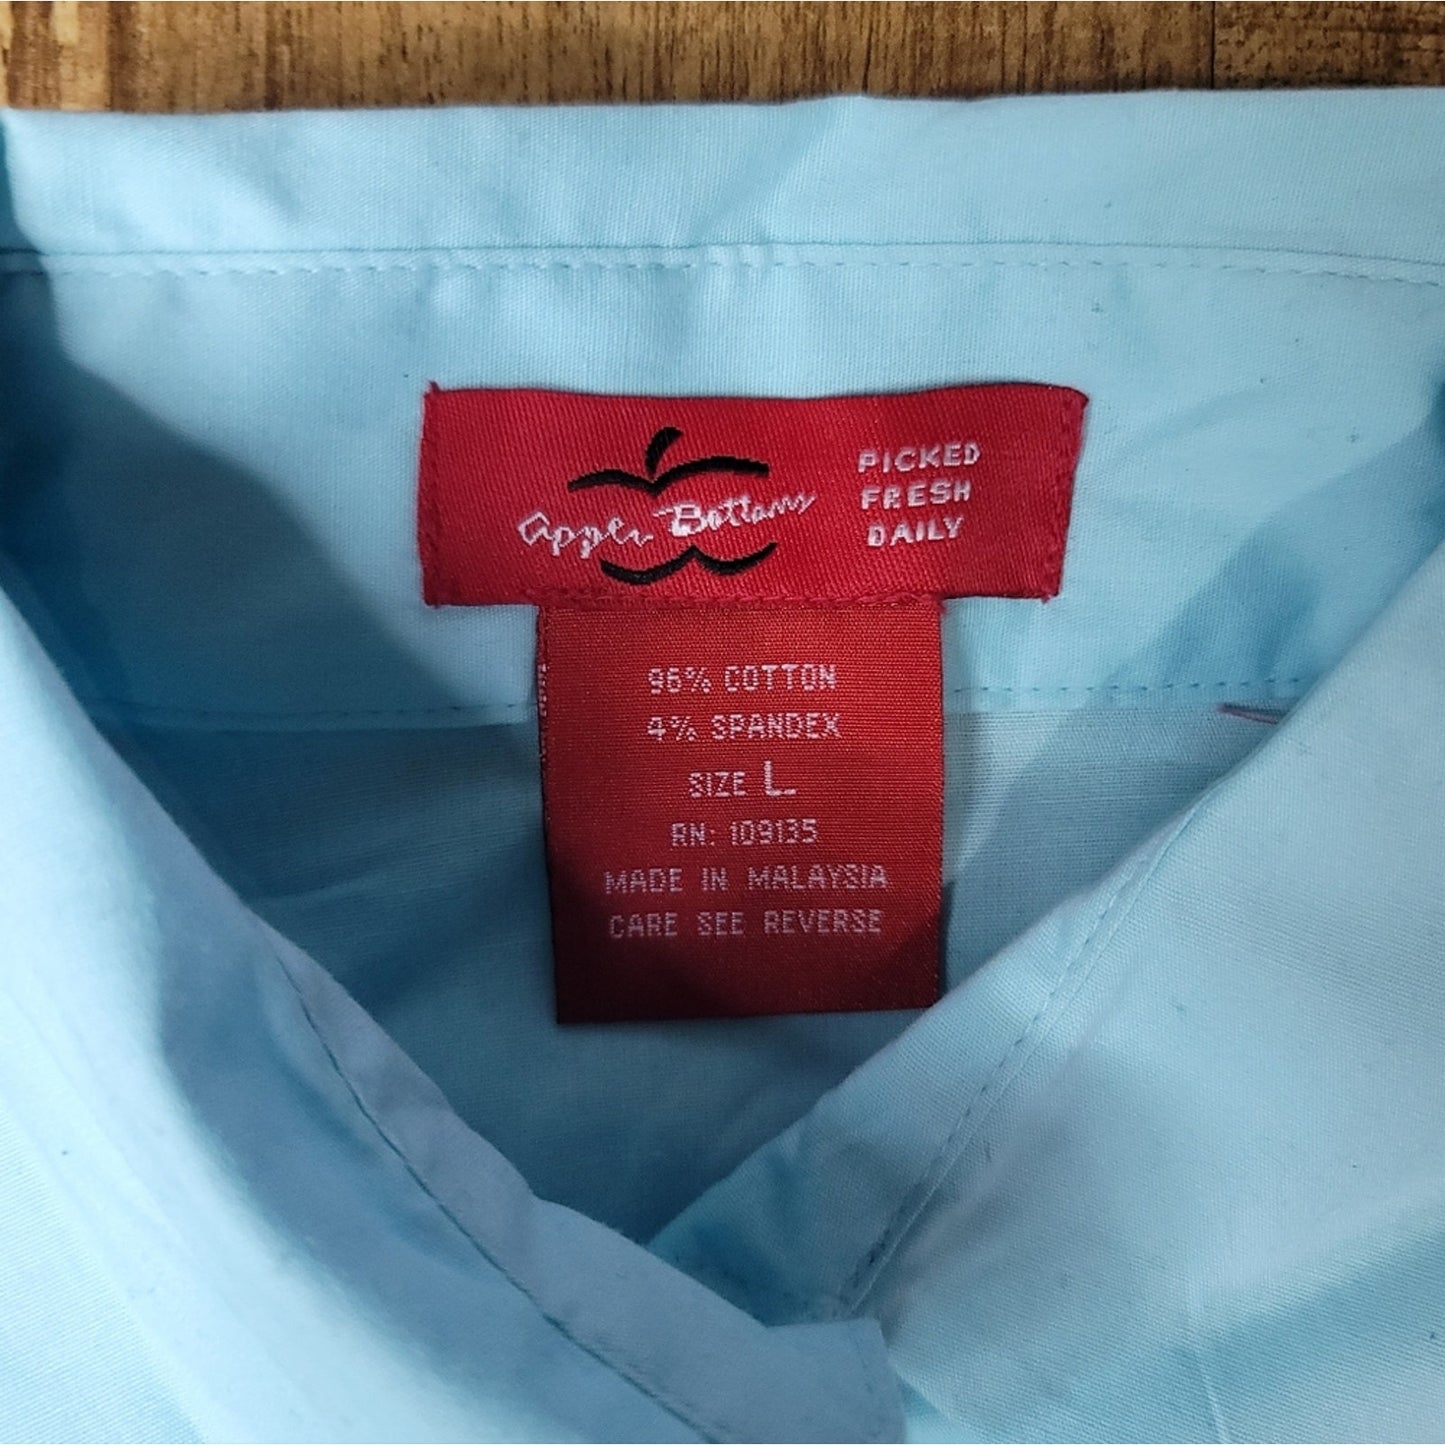 Apple Bottoms
PICKED
FRESH
DAILY
96% COTTON
4% SPANDEX
SIZE L
RN: 109135
MADE IN MALAYSIA
CARE SEE REVERSE